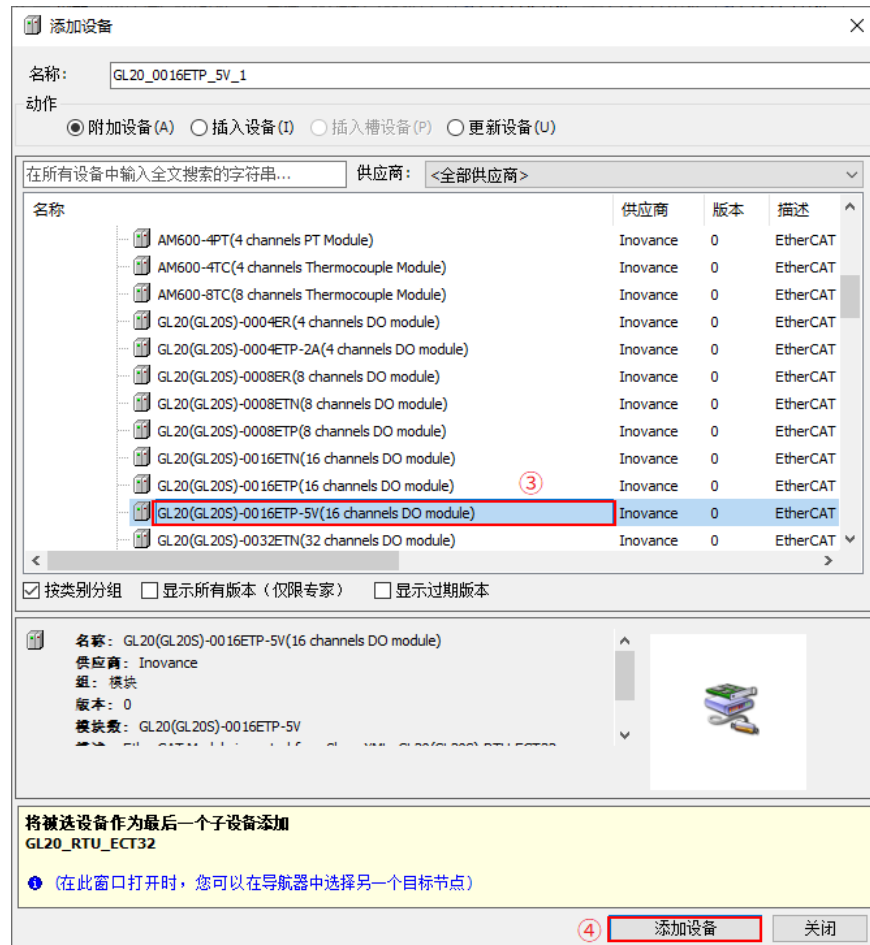 添加设备
名称: GL20_0016ETP_5V_1
动作
附加设备(A) 插入设备(I) 插入槽设备(P) 更新设备(U)
在所有设备中输入全文搜索的字符串... 供应商: <全部供应商>
名称 供应商 版本 描述
AM600-4PT(4 channels PT Module) Inovance 0 EtherCAT
AM600-4TC(4 channels Thermocouple Module) Inovance 0 EtherCAT
AM600-8TC(8 channels Thermocouple Module) Inovance 0 EtherCAT
GL20(GL20S)-0004ER(4 channels DO module) Inovance 0 EtherCAT
GL20(GL20S)-0004ETP-2A(4 channels DO module) Inovance 0 EtherCAT
GL20(GL20S)-0008ER(8 channels DO module) Inovance 0 EtherCAT
GL20(GL20S)-0008ETN(8 channels DO module) Inovance 0 EtherCAT
GL20(GL20S)-0008ETP(8 channels DO module) Inovance 0 EtherCAT
GL20(GL20S)-0016ETN(16 channels DO module) Inovance 0 EtherCAT
GL20(GL20S)-0016ETP(16 channels DO module) ③ Inovance 0 EtherCAT
GL20(GL20S)-0016ETP-5V(16 channels DO module) Inovance 0 EtherCAT
GL20(GL20S)-0032ETN(32 channels DO module) Inovance 0 EtherCAT
按类别分组 显示所有版本（仅限专家） 显示过期版本
名称: GL20(GL20S)-0016ETP-5V(16 channels DO module)
供应商: Inovance
组: 模块
版本: 0
模块数: GL20(GL20S)-0016ETP-5V
将被选设备作为最后一个子设备添加
GL20_RTU_ECT32
(在此窗口打开时，您可以在导航器中选择另一个目标节点)
④ 添加设备 关闭